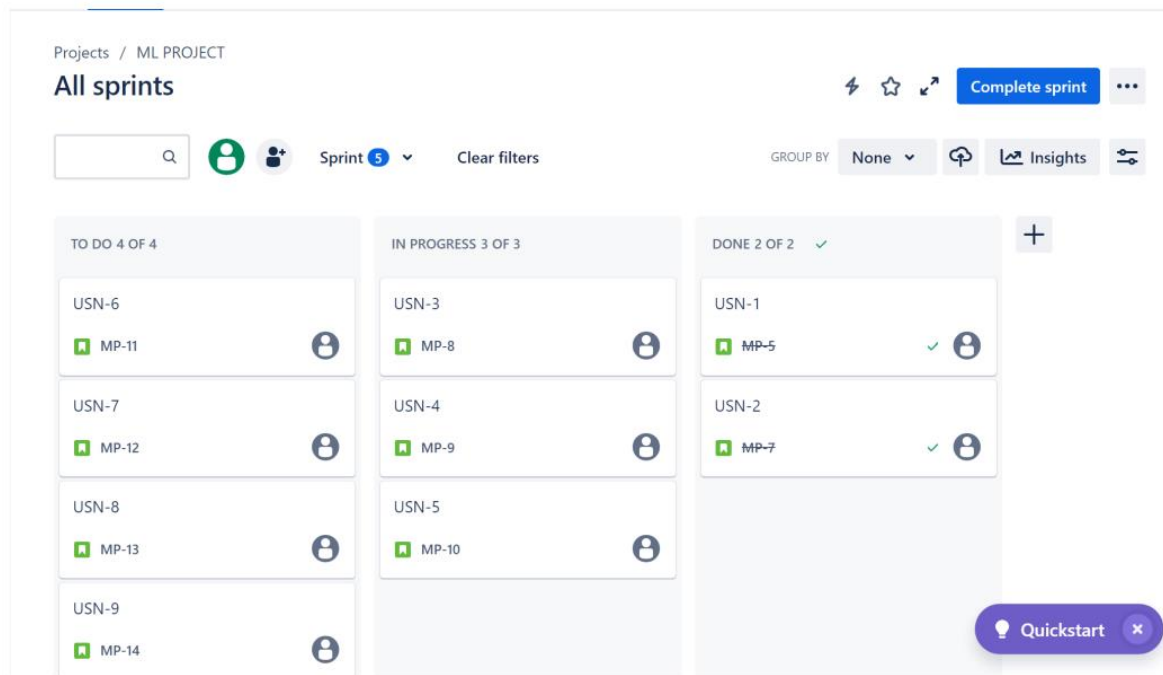 Projects / ML PROJECT
All sprints
Complete sprint
Sprint 5
Clear filters
GROUP BY
None
Insights
TO DO 4 OF 4
IN PROGRESS 3 OF 3
DONE 2 OF 2
USN-6
MP-11
USN-7
MP-12
USN-8
MP-13
USN-9
MP-14
USN-3
MP-8
USN-4
MP-9
USN-5
MP-10
USN-1
MP-5
USN-2
MP-7
Quickstart